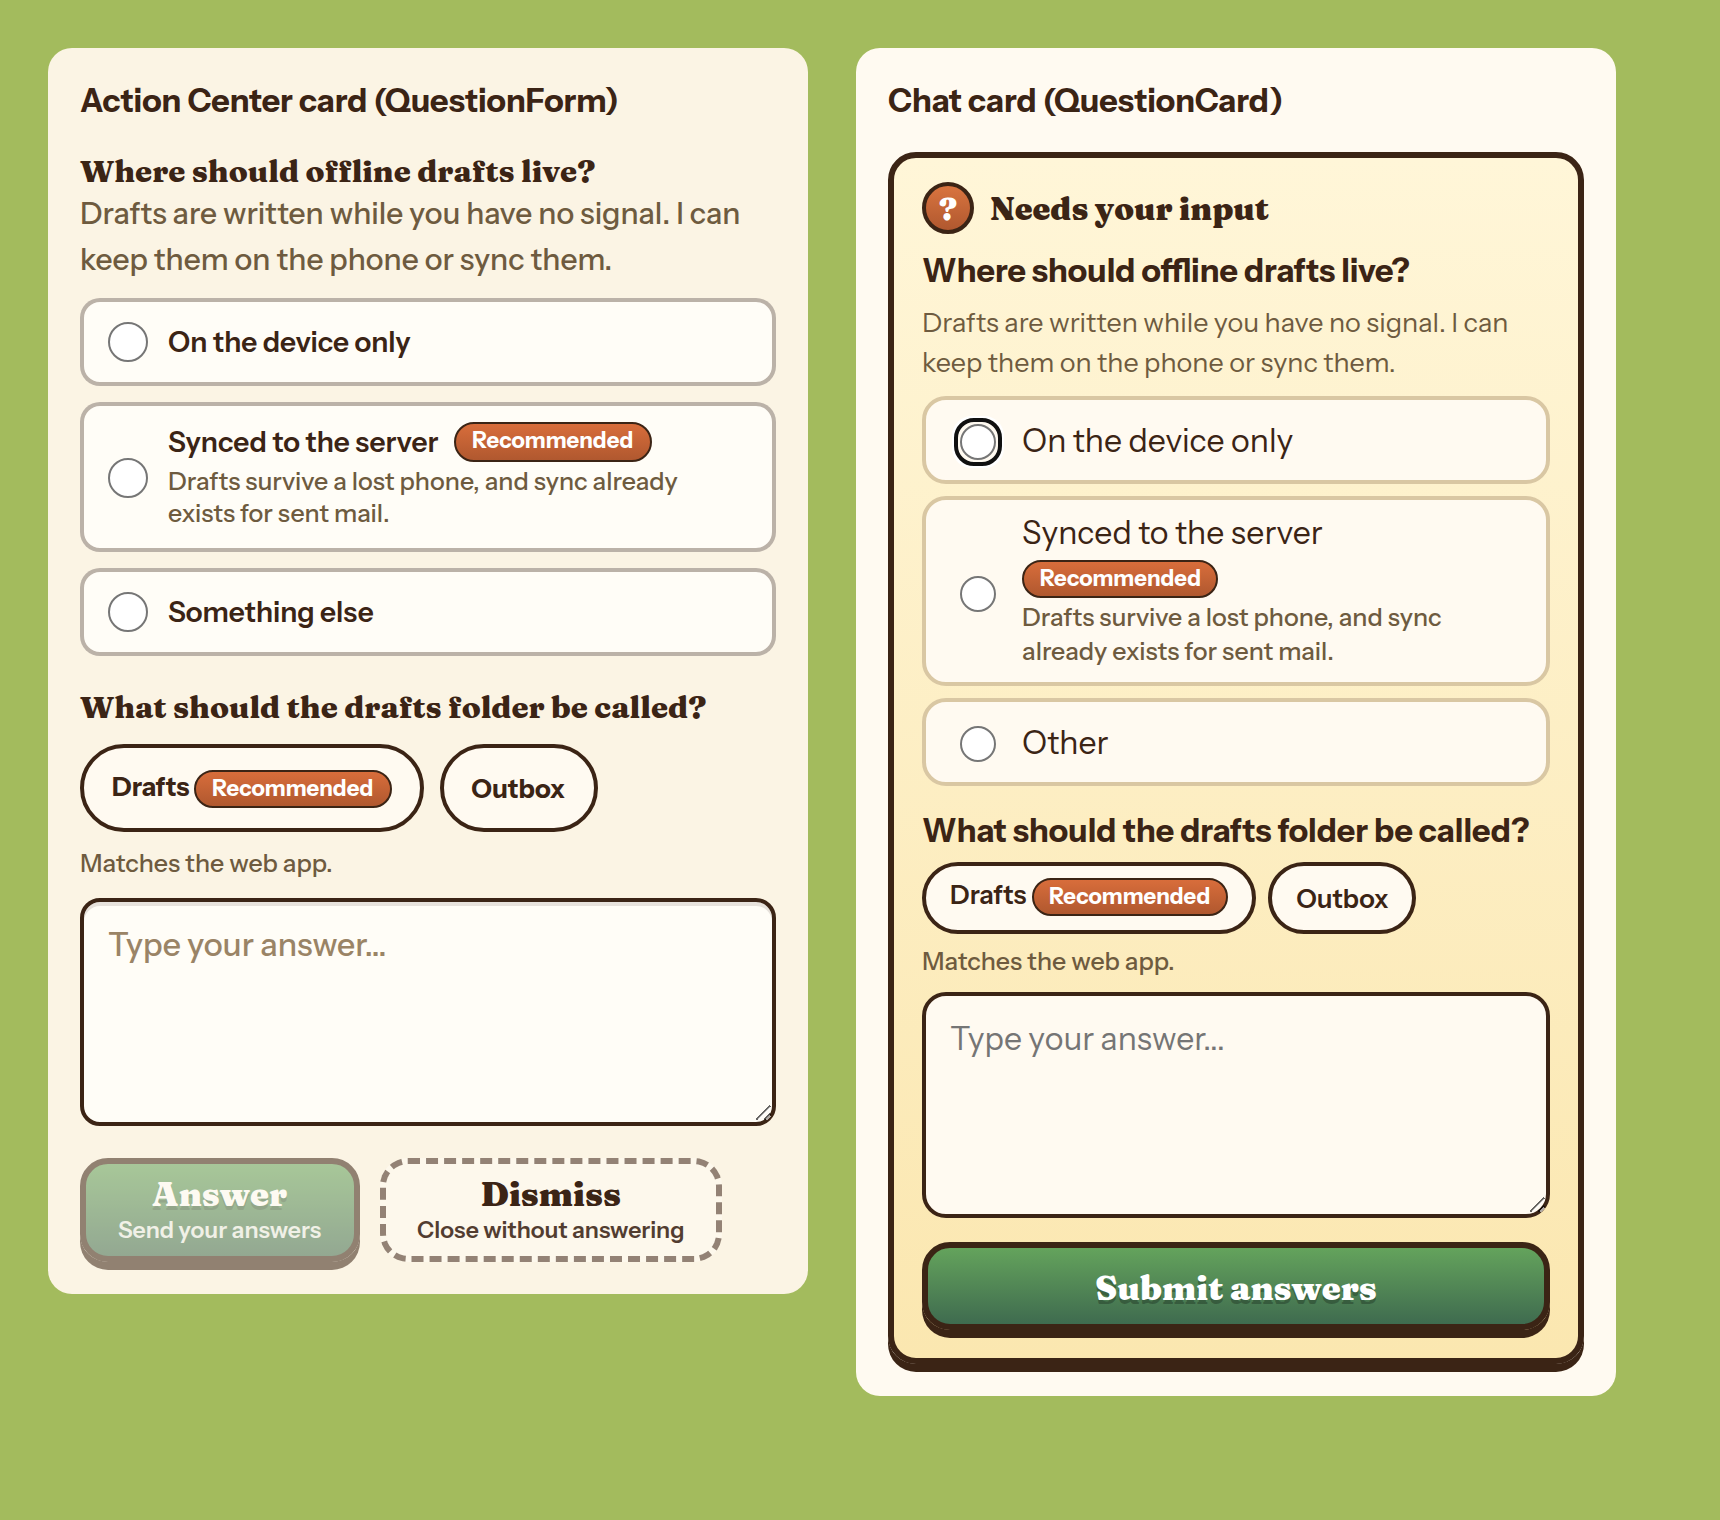 Action Center card (QuestionForm)
Where should offline drafts live?
Drafts are written while you have no signal. I can
keep them on the phone or sync them.
On the device only
Synced to the server Recommended
Drafts survive a lost phone, and sync already
exists for sent mail.
Something else
What should the drafts folder be called?
Drafts Recommended Outbox
Matches the web app.
Type your answer...
Answer
Send your answers
Dismiss
Close without answering
Chat card (QuestionCard)
? Needs your input
Where should offline drafts live?
Drafts are written while you have no signal. I can
keep them on the phone or sync them.
On the device only
Synced to the server
Recommended
Drafts survive a lost phone, and sync
already exists for sent mail.
Other
What should the drafts folder be called?
Drafts Recommended Outbox
Matches the web app.
Type your answer...
Submit answers